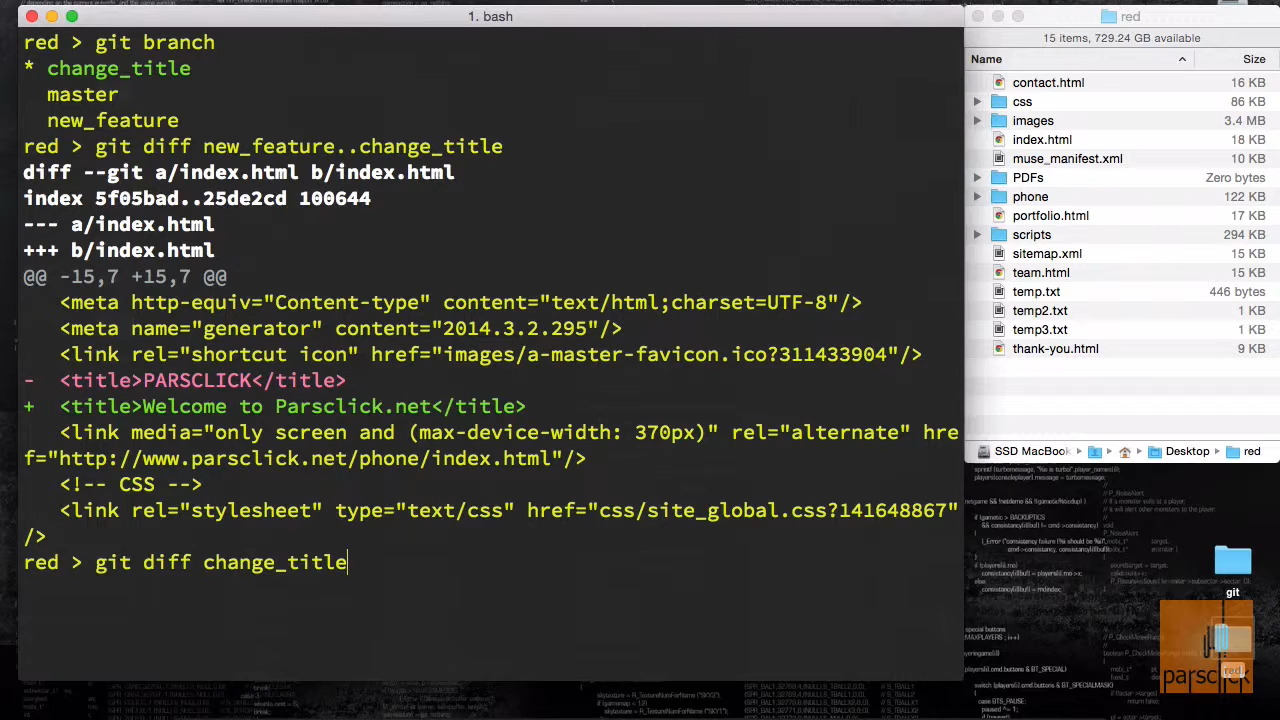 1. bash
red > git branch
* change_title
master
new_feature
red > git diff new_feature..change_title
diff --git a/index.html b/index.html
index 5f05bad..25de2cd 100644
--- a/index.html
+++ b/index.html
@@ -15,7 +15,7 @@
<meta http-equiv="Content-type" content="text/html;charset=UTF-8"/>
<meta name="generator" content="2014.3.2.295"/>
<link rel="shortcut icon" href="images/a-master-favicon.ico?311433904"/>
- <title>PARSCLICK</title>
+ <title>Welcome to Parsclick.net</title>
<link media="only screen and (max-device-width: 370px)" rel="alternate" hre
f="http://www.parsclick.net/phone/index.html"/>
<!-- CSS -->
<link rel="stylesheet" type="text/css" href="css/site_global.css?141648867"
/>
red > git diff change_title
red
15 items, 729.24 GB available
Name Size
contact.html 16 KB
css 86 KB
images 3.4 MB
index.html 18 KB
muse_manifest.xml 10 KB
PDFs Zero bytes
phone 122 KB
portfolio.html 17 KB
scripts 294 KB
sitemap.xml 15 KB
team.html 15 KB
temp.txt 446 bytes
temp2.txt 1 KB
temp3.txt 1 KB
thank-you.html 9 KB
SSD MacBook Desktop red
git
red
parsclick